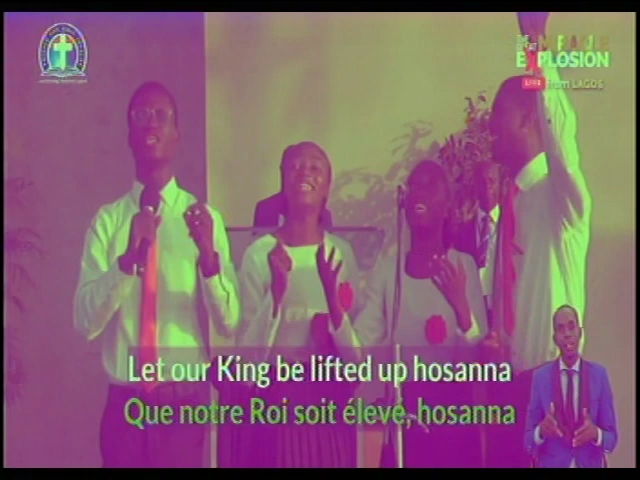 EXPLOSION
LIVE from LAGOS
Let our King be lifted up hosanna
Que notre Roi soit élevé, hosanna